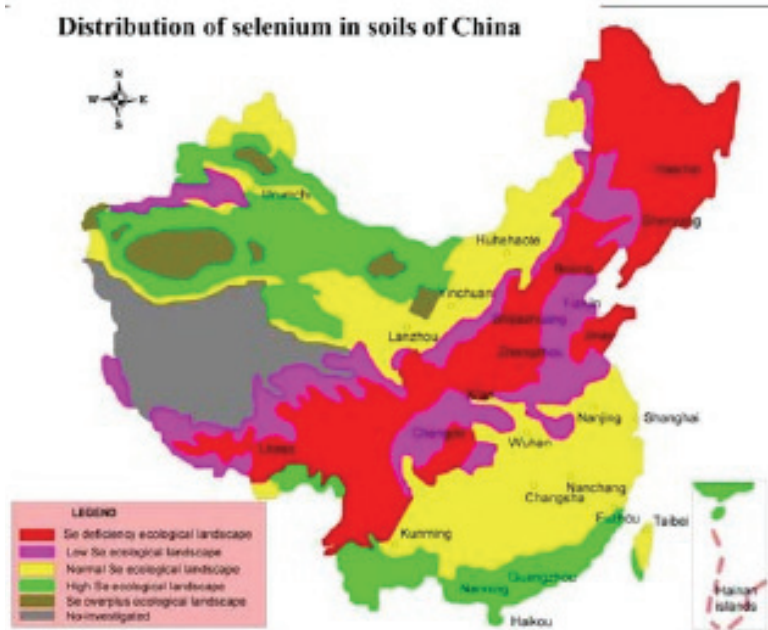 Distribution of selenium in soils of China
N
W E
S
Urumchi
Huhehaote
Shenyang
Beijing
Yinchuan
Tianjin
Lanzhou
Jinan
Zhengzhou
Xian
Nanjing
Shanghai
Chengdu
Wuhan
Lhasa
Nanchang
Changsha
Fuzhou
Taibei
Kunming
Guangzhou
Nanning
Haikou
Hainan
islands
LEGEND
Se deficiency ecological landscape
Low Se ecological landscape
Normal Se ecological landscape
High Se ecological landscape
Se overplus ecological landscape
No-investigated